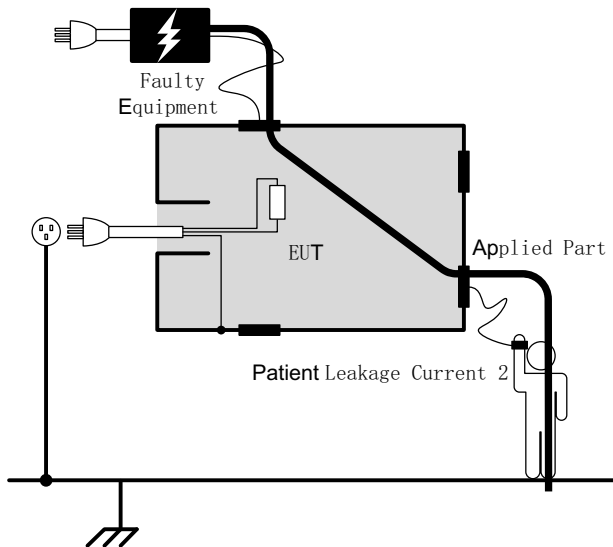 Faulty
Equipment
EUT
Applied Part
Patient Leakage Current 2